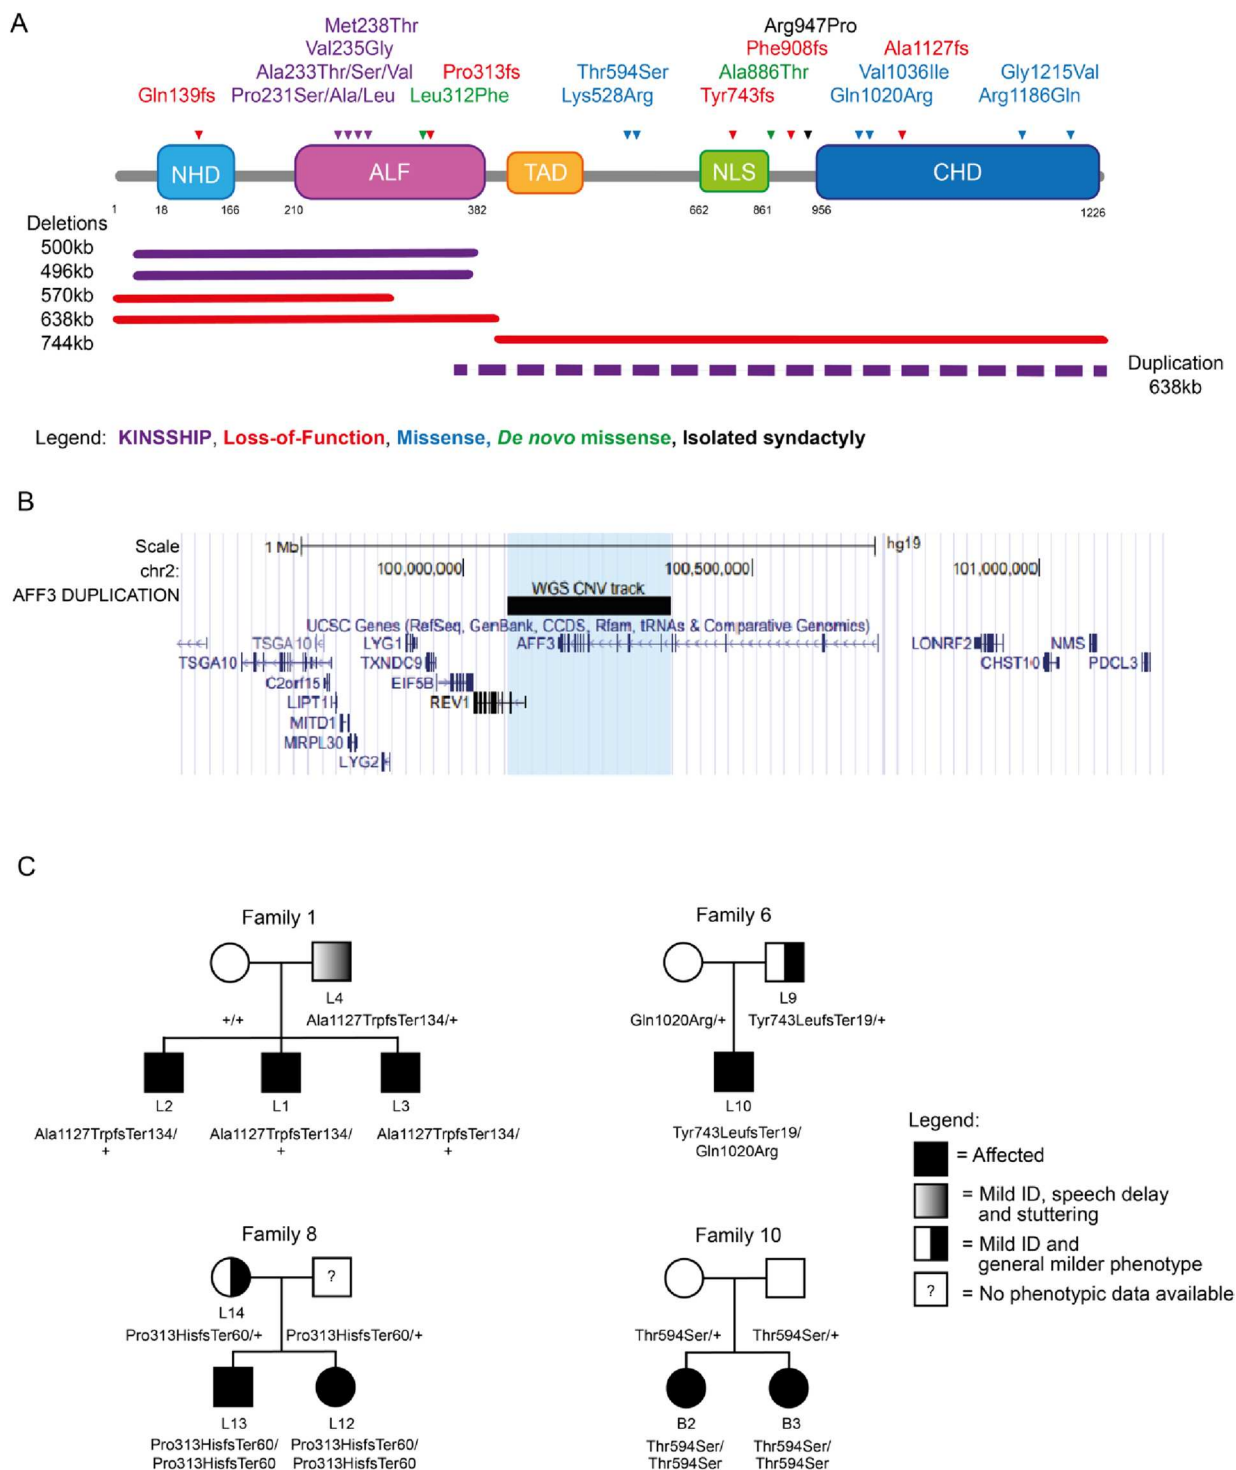 A
Met238Thr
Arg947Pro
Val235Gly
Phe908fs
Ala1127fs
Ala233Thr/Ser/Val
Pro313fs
Thr594Ser
Ala886Thr
Val1036Ile
Gly1215Val
Gln139fs
Pro231Ser/Ala/Leu
Leu312Phe
Lys528Arg
Tyr743fs
Gln1020Arg
Arg1186Gln
NHD
ALF
TAD
NLS
CHD
1
18
166
210
382
662
861
956
1226
Deletions
500kb
496kb
570kb
638kb
744kb
Duplication
638kb
Legend: KINSSHIP, Loss-of-Function, Missense, De novo missense, Isolated syndactyly
B
Scale
1 Mb
hg19
chr2:
100,000,000
100,500,000
101,000,000
AFF3 DUPLICATION
WGS CNV track
UCSC Genes (RefSeq, GenBank, CCDS, Rfam, tRNAs & Comparative Genomics)
TSGA10
LYG1
AFF3
LONRF2
NMS
TSGA10
TXNDC9
CHST10
PDCL3
C2orf15
EIF5B
LIPT1
REV1
MITD1
MRPL30
LYG2
C
Family 1
L4
+/+
Ala1127TrpfsTer134/+
L2
L1
L3
Ala1127TrpfsTer134/
+
Ala1127TrpfsTer134/
+
Ala1127TrpfsTer134/
+
Family 6
L9
Gln1020Arg/+
Tyr743LeufsTer19/+
L10
Tyr743LeufsTer19/
Gln1020Arg
Family 8
?
L14
Pro313HisfsTer60/+
Pro313HisfsTer60/+
L13
L12
Pro313HisfsTer60/
Pro313HisfsTer60
Pro313HisfsTer60/
Pro313HisfsTer60
Family 10
Thr594Ser/+
Thr594Ser/+
B2
B3
Thr594Ser/
Thr594Ser
Thr594Ser/
Thr594Ser
Legend:
= Affected
= Mild ID, speech delay
and stuttering
= Mild ID and
general milder phenotype
? = No phenotypic data available